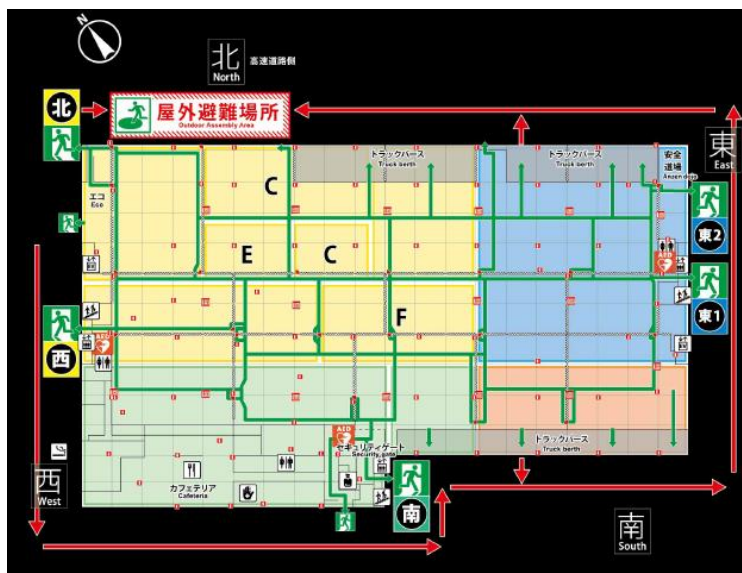 北
North
高速道路側
北
屋外避難場所
Outdoor Assembly Area
東
East
トラックバース
Truck berth
トラックバース
Truck berth
安全
道場
Anzen dojo
エコ
Eco
C
東2
E
C
AED
東1
F
AED
西
AED
セキュリティゲート
Security gate
トラックバース
Truck berth
西
West
カフェテリア
Cafeteria
南
南
South